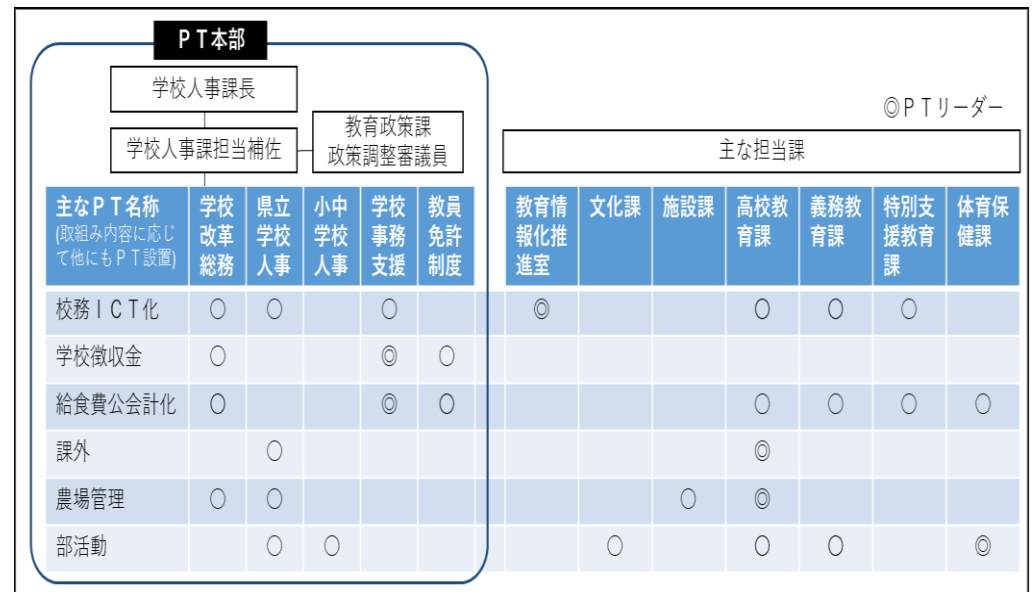 ＰＴ本部
学校人事課長
学校人事課担当補佐
教育政策課
政策調整審議員
◎ＰＴリーダー
主な担当課
主なＰＴ名称
(取組み内容に応じ
て他にもＰＴ設置)
学校
改革
総務
県立
学校
人事
小中
学校
人事
学校
事務
支援
教員
免許
制度
教育情
報化推
進室
文化課
施設課
高校教
育課
義務教
育課
特別支
援教育
課
体育保
健課
校務ＩＣＴ化 ○ ○ ○ ◎ ○ ○ ○
学校徴収金 ○ ◎ ○
給食費公会計化 ○ ◎ ○ ○ ○ ○ ○
課外 ○ ◎
農場管理 ○ ○ ○ ◎
部活動 ○ ○ ○ ○ ○ ◎